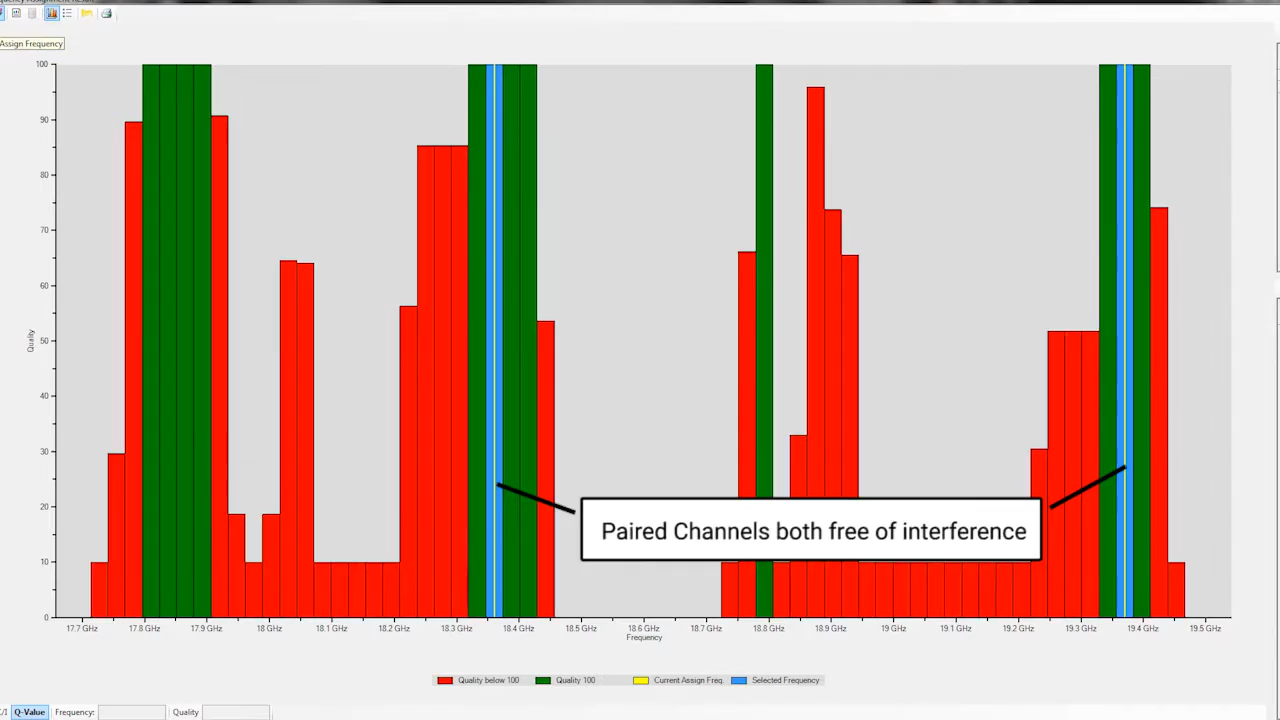 Assign Frequency
100
90
80
70
60
50
40
30
20
10
0
Quality
17.7 GHz 17.8 GHz 17.9 GHz 18 GHz 18.1 GHz 18.2 GHz 18.3 GHz 18.4 GHz 18.5 GHz 18.6 GHz 18.7 GHz 18.8 GHz 18.9 GHz 19 GHz 19.1 GHz 19.2 GHz 19.3 GHz 19.4 GHz 19.5 GHz
Frequency
Paired Channels both free of interference
Quality below 100 Quality 100 Current Assign Freq. Selected Frequency
C/I Q-Value Frequency: Quality